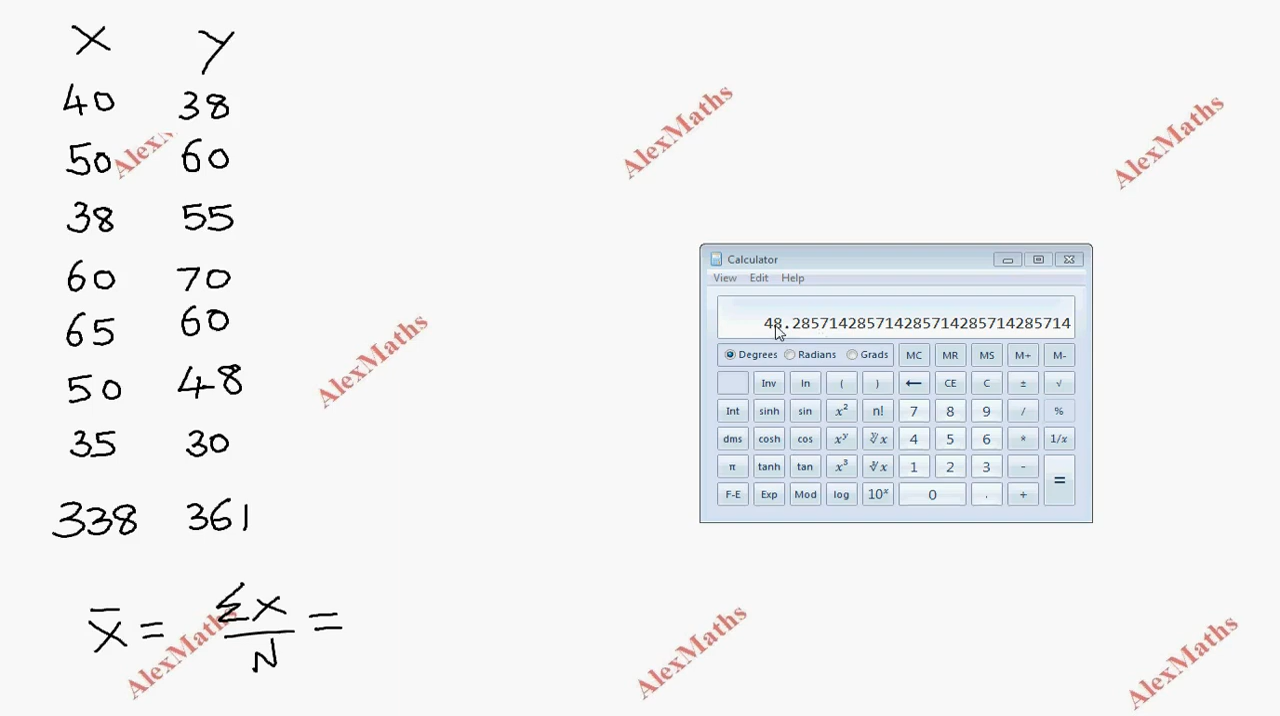 X Y
40 38
50 60
38 55
60 70
65 60
50 48
35 30
338 361
X̄ = ΣX/N =
AlexMaths
AlexMaths
AlexM
AlexMaths
AlexMaths
AlexMaths
AlexMaths
Calculator
View Edit Help
48.285714285714285714285714285714
Degrees Radians Grads MC MR MS M+ M-
Inv ln ( ) ← CE C ± √
Int sinh sin x² n! 7 8 9 / %
dms cosh cos xʸ ʸ√x 4 5 6 * 1/x
π tanh tan x³ ³√x 1 2 3 - =
F-E Exp Mod log 10ˣ 0 . +